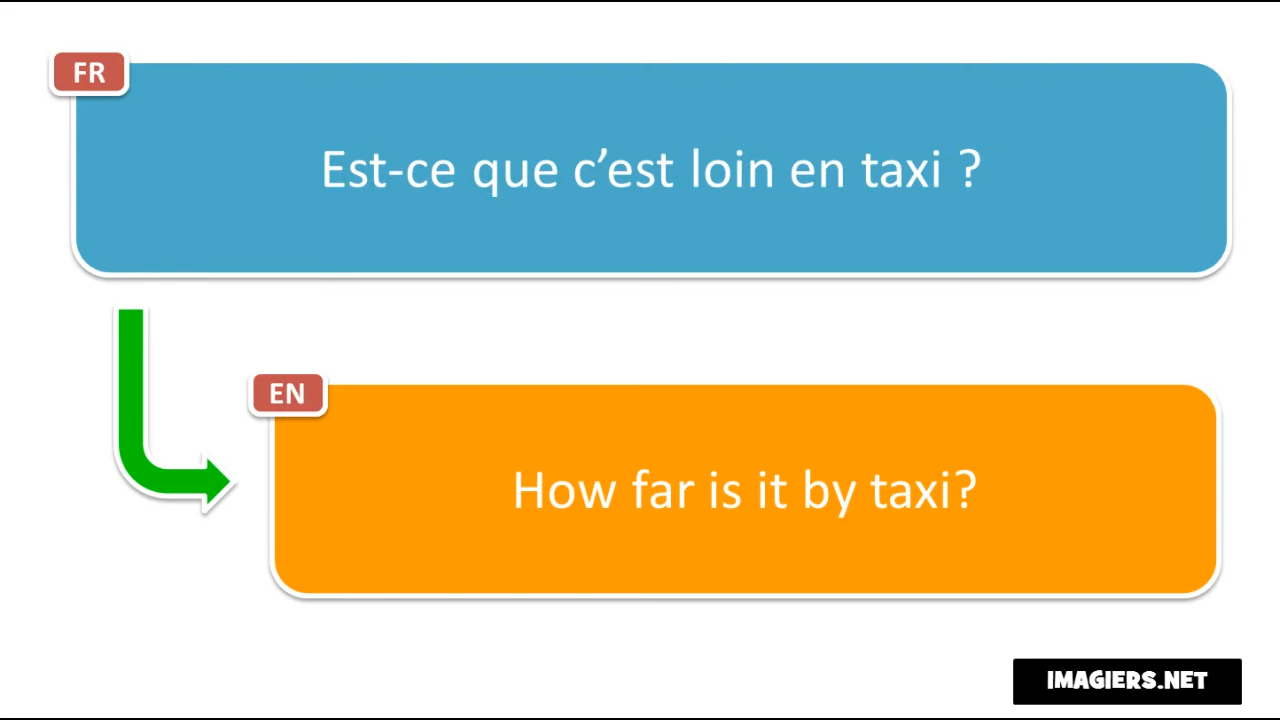 FR
Est-ce que c’est loin en taxi ?
EN
How far is it by taxi?
IMAGIERS.NET